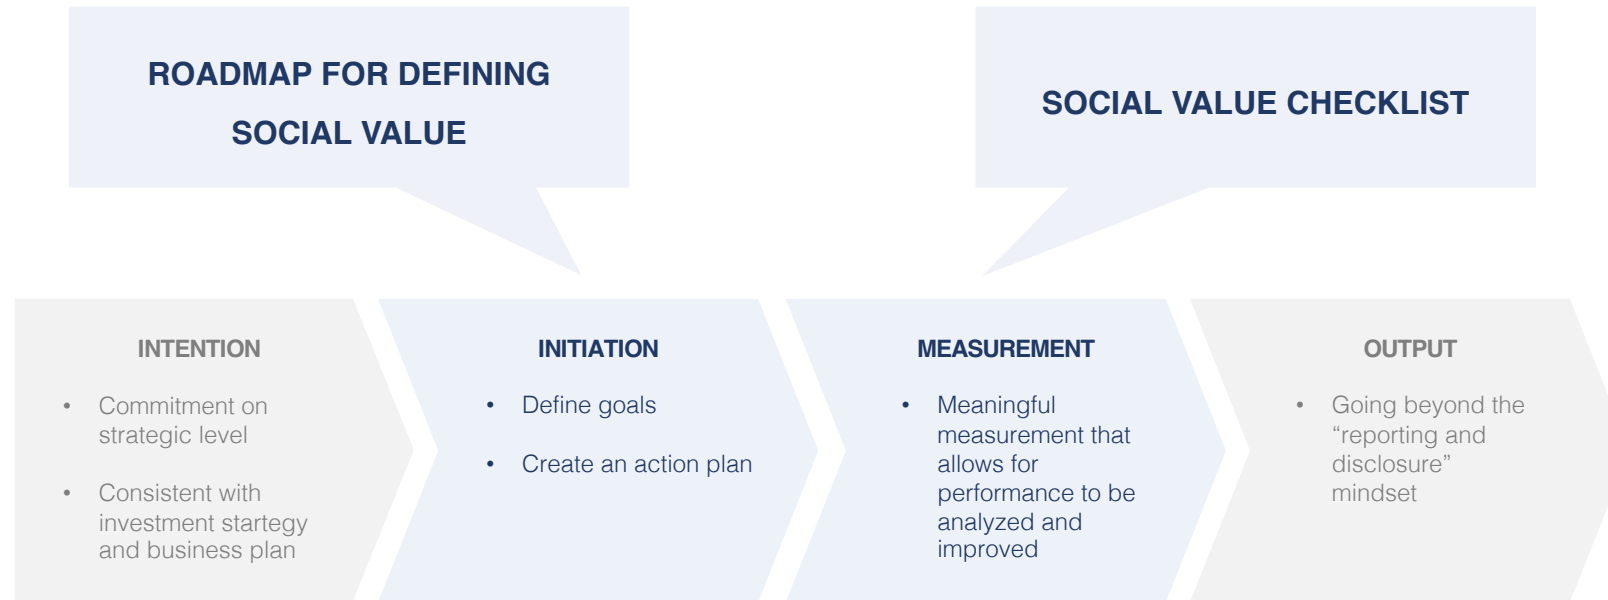 ROADMAP FOR DEFINING
SOCIAL VALUE
SOCIAL VALUE CHECKLIST
INTENTION
• Commitment on
strategic level
• Consistent with
investment startegy
and business plan
INITIATION
• Define goals
• Create an action plan
MEASUREMENT
• Meaningful
measurement that
allows for
performance to be
analyzed and
improved
OUTPUT
• Going beyond the
“reporting and
disclosure”
mindset